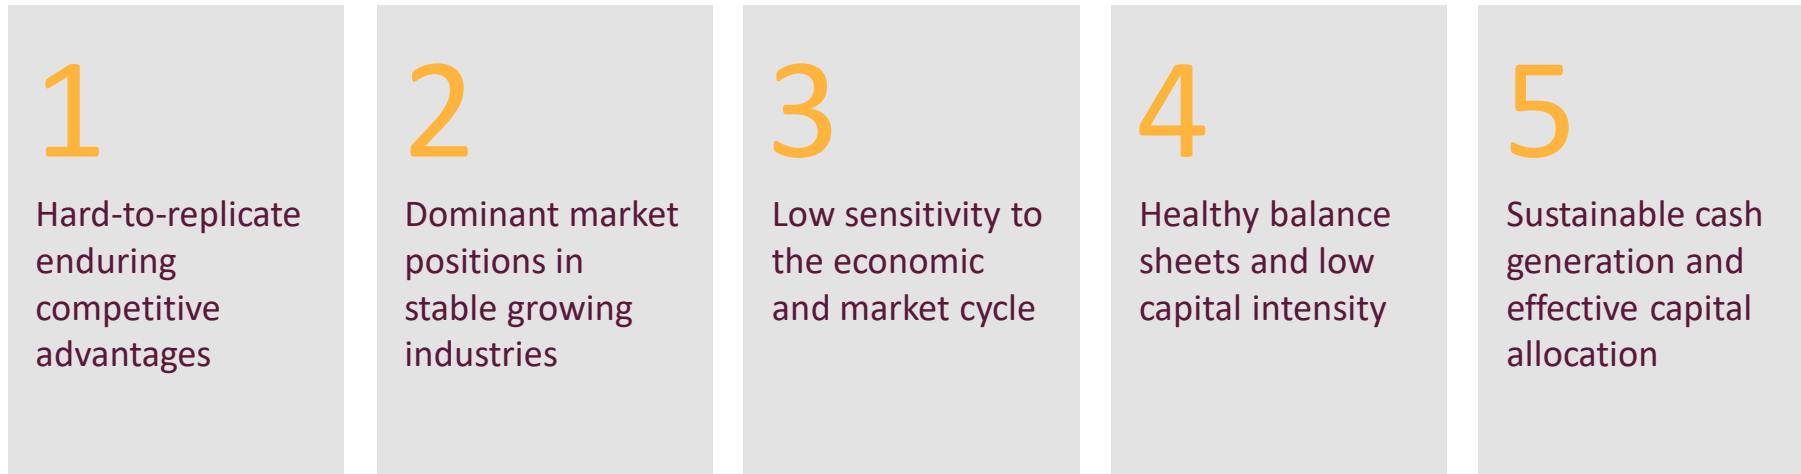 1
Hard-to-replicate
enduring
competitive
advantages
2
Dominant market
positions in
stable growing
industries
3
Low sensitivity to
the economic
and market cycle
4
Healthy balance
sheets and low
capital intensity
5
Sustainable cash
generation and
effective capital
allocation